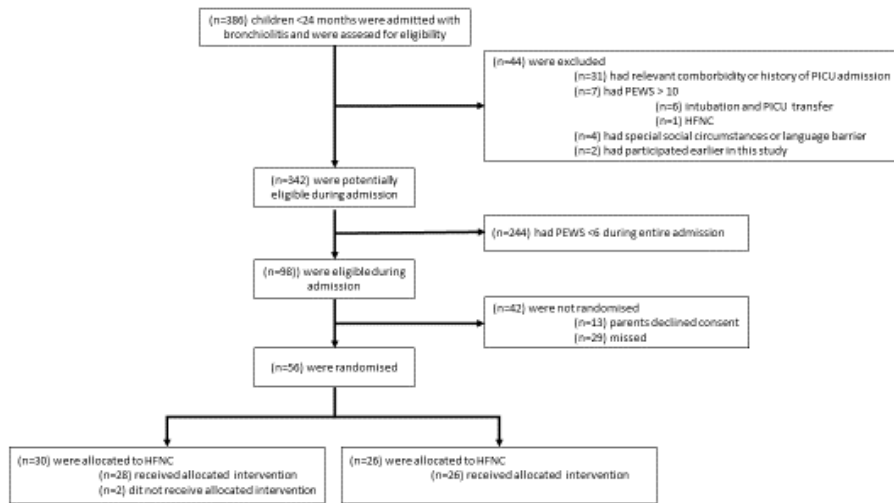 (n=386) children <24 months were admitted with
bronchiolitis and were assesed for eligibility
(n=44) were excluded
(n=31) had relevant comborbidity or history of PICU admission
(n=7) had PEWS > 10
(n=6) intubation and PICU transfer
(n=1) HFNC
(n=4) had special social circumstances or language barrier
(n=2) had participated earlier in this study
(n=342) were potentially
eligible during admission
(n=244) had PEWS <6 during entire admission
(n=98)) were eligible during
admission
(n=42) were not randomised
(n=13) parents declined consent
(n=29) missed
(n=56) were randomised
(n=30) were allocated to HFNC
(n=28) received allocated intervention
(n=2) dit not receive allocated intervention
(n=26) were allocated to HFNC
(n=26) received allocated intervention